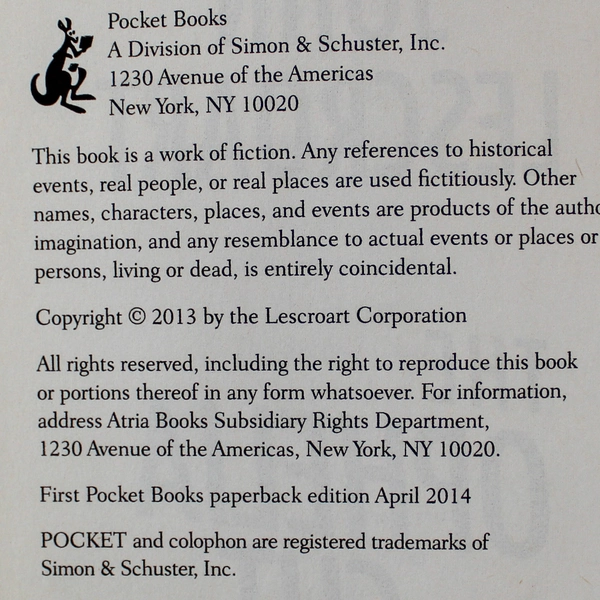 Pocket Books
A Division of Simon & Schuster, Inc.
1230 Avenue of the Americas
New York, NY 10020
This book is a work of fiction. Any references to historical
events, real people, or real places are used fictitiously. Other
names, characters, places, and events are products of the autho
imagination, and any resemblance to actual events or places or
persons, living or dead, is entirely coincidental.
Copyright © 2013 by the Lescroart Corporation
All rights reserved, including the right to reproduce this book
or portions thereof in any form whatsoever. For information,
address Atria Books Subsidiary Rights Department,
1230 Avenue of the Americas, New York, NY 10020.
First Pocket Books paperback edition April 2014
POCKET and colophon are registered trademarks of
Simon & Schuster, Inc.